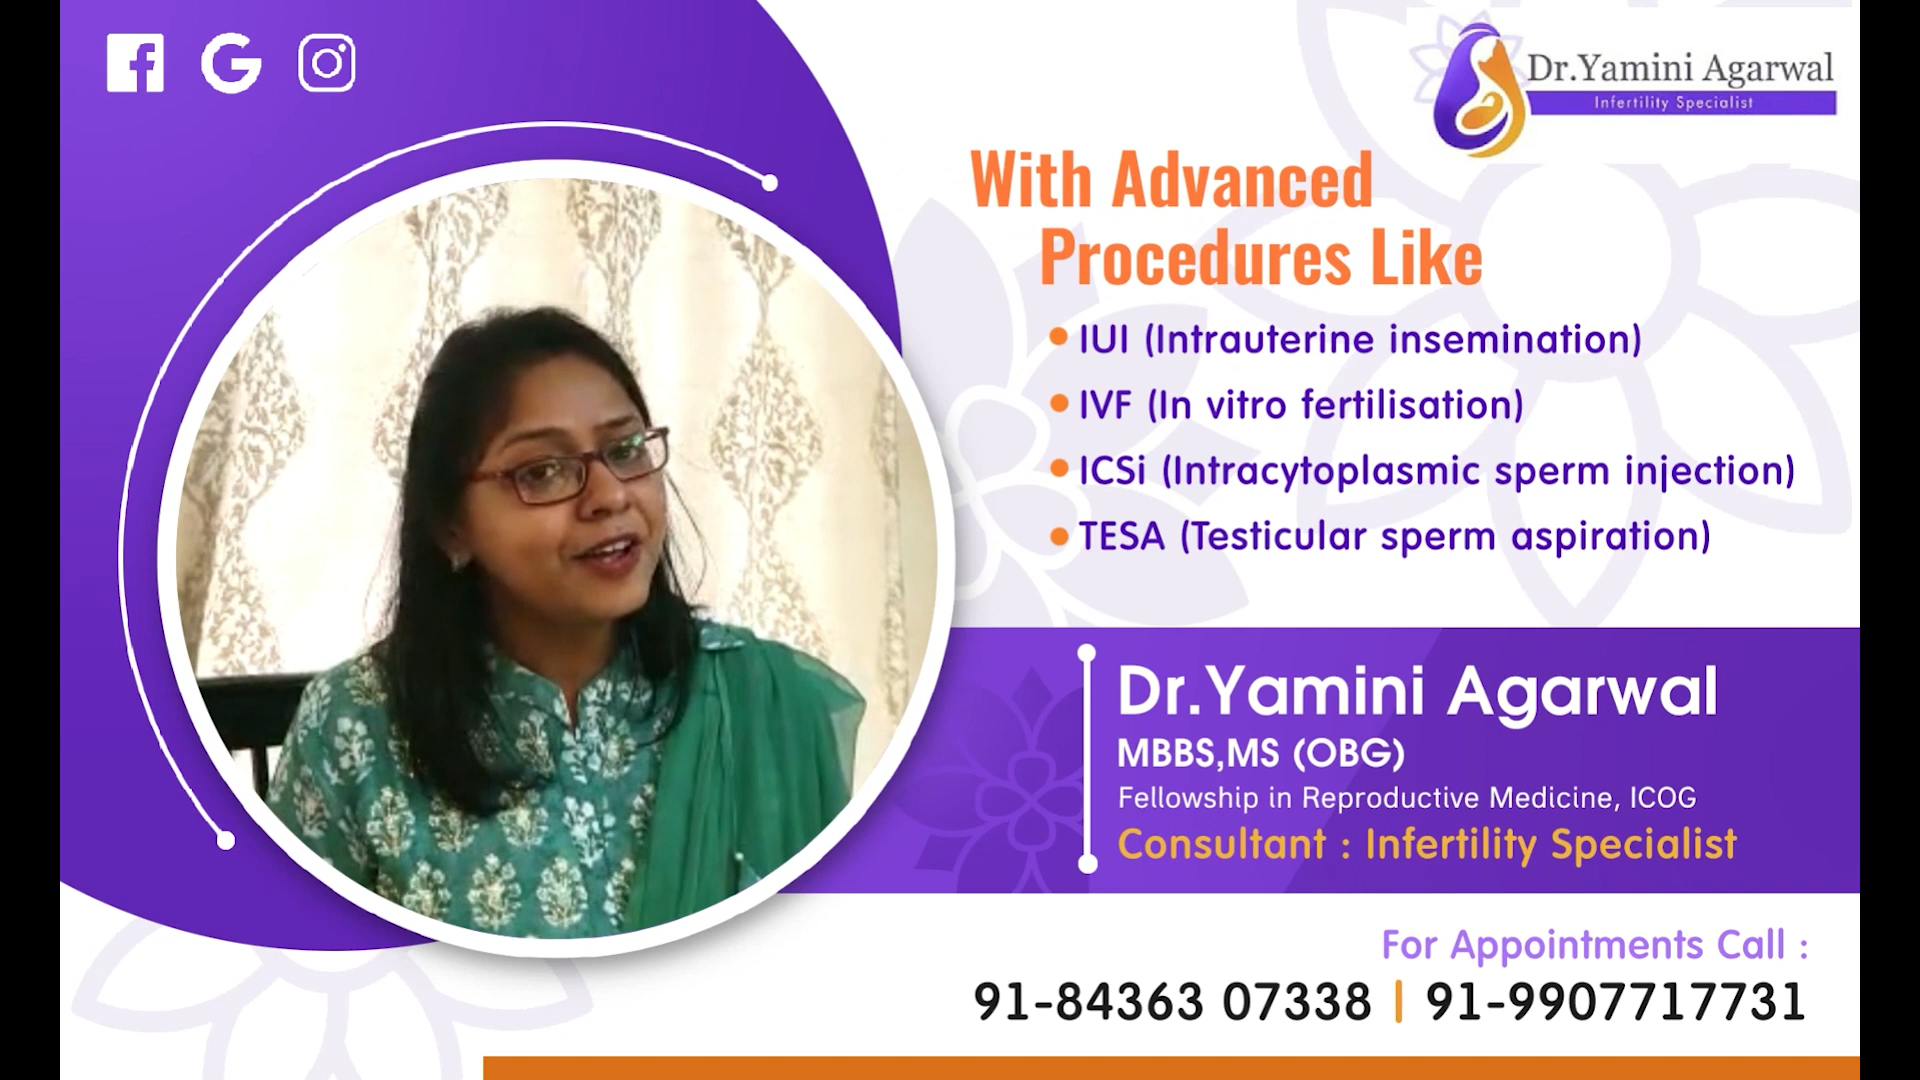 Dr.Yamini Agarwal
Infertility Specialist
With Advanced
Procedures Like
IUI (Intrauterine insemination)
IVF (In vitro fertilisation)
ICSi (Intracytoplasmic sperm injection)
TESA (Testicular sperm aspiration)
Dr.Yamini Agarwal
MBBS,MS (OBG)
Fellowship in Reproductive Medicine, ICOG
Consultant : Infertility Specialist
For Appointments Call :
91-84363 07338 | 91-9907717731